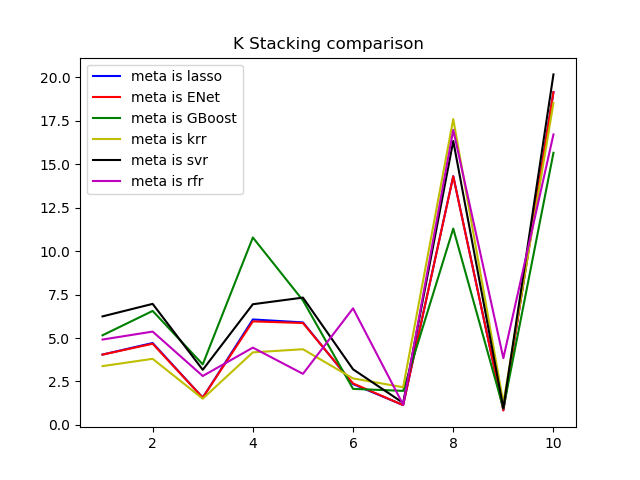 K Stacking comparison
meta is lasso
meta is ENet
meta is GBoost
meta is krr
meta is svr
meta is rfr
20.0
17.5
15.0
12.5
10.0
7.5
5.0
2.5
0.0
2
4
6
8
10